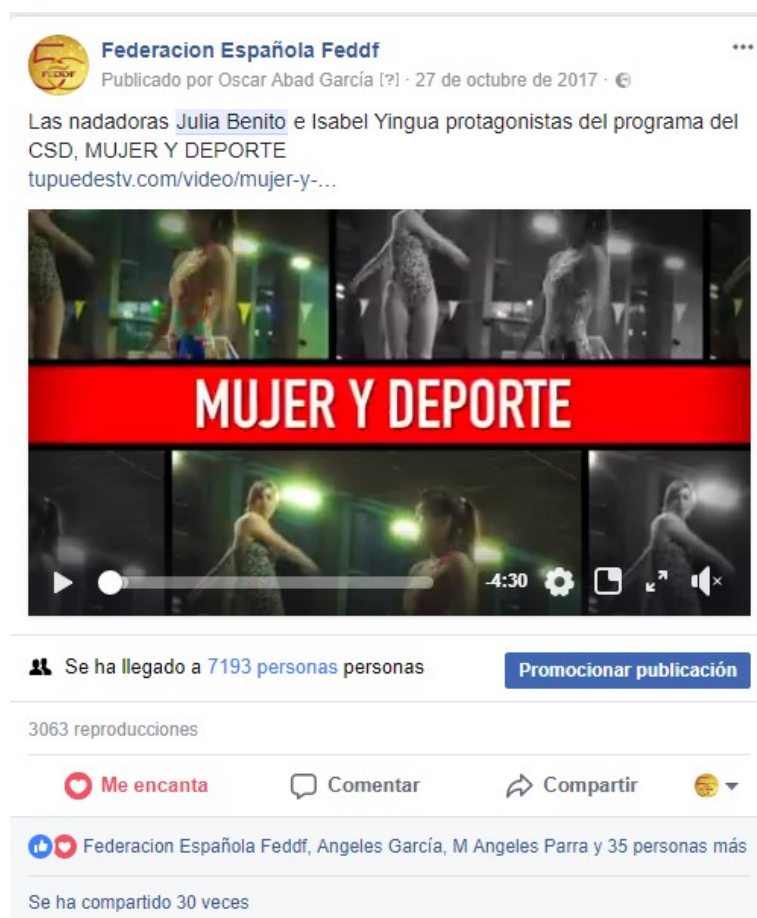 Federacion Española Feddf
Publicado por Oscar Abad García [?] · 27 de octubre de 2017 ·
Las nadadoras Julia Benito e Isabel Yingua protagonistas del programa del
CSD, MUJER Y DEPORTE
tupuedestv.com/video/mujer-y-...
MUJER Y DEPORTE
-4:30
Se ha llegado a 7193 personas personas
Promocionar publicación
3063 reproducciones
Me encanta
Comentar
Compartir
Federacion Española Feddf, Angeles García, M Angeles Parra y 35 personas más
Se ha compartido 30 veces